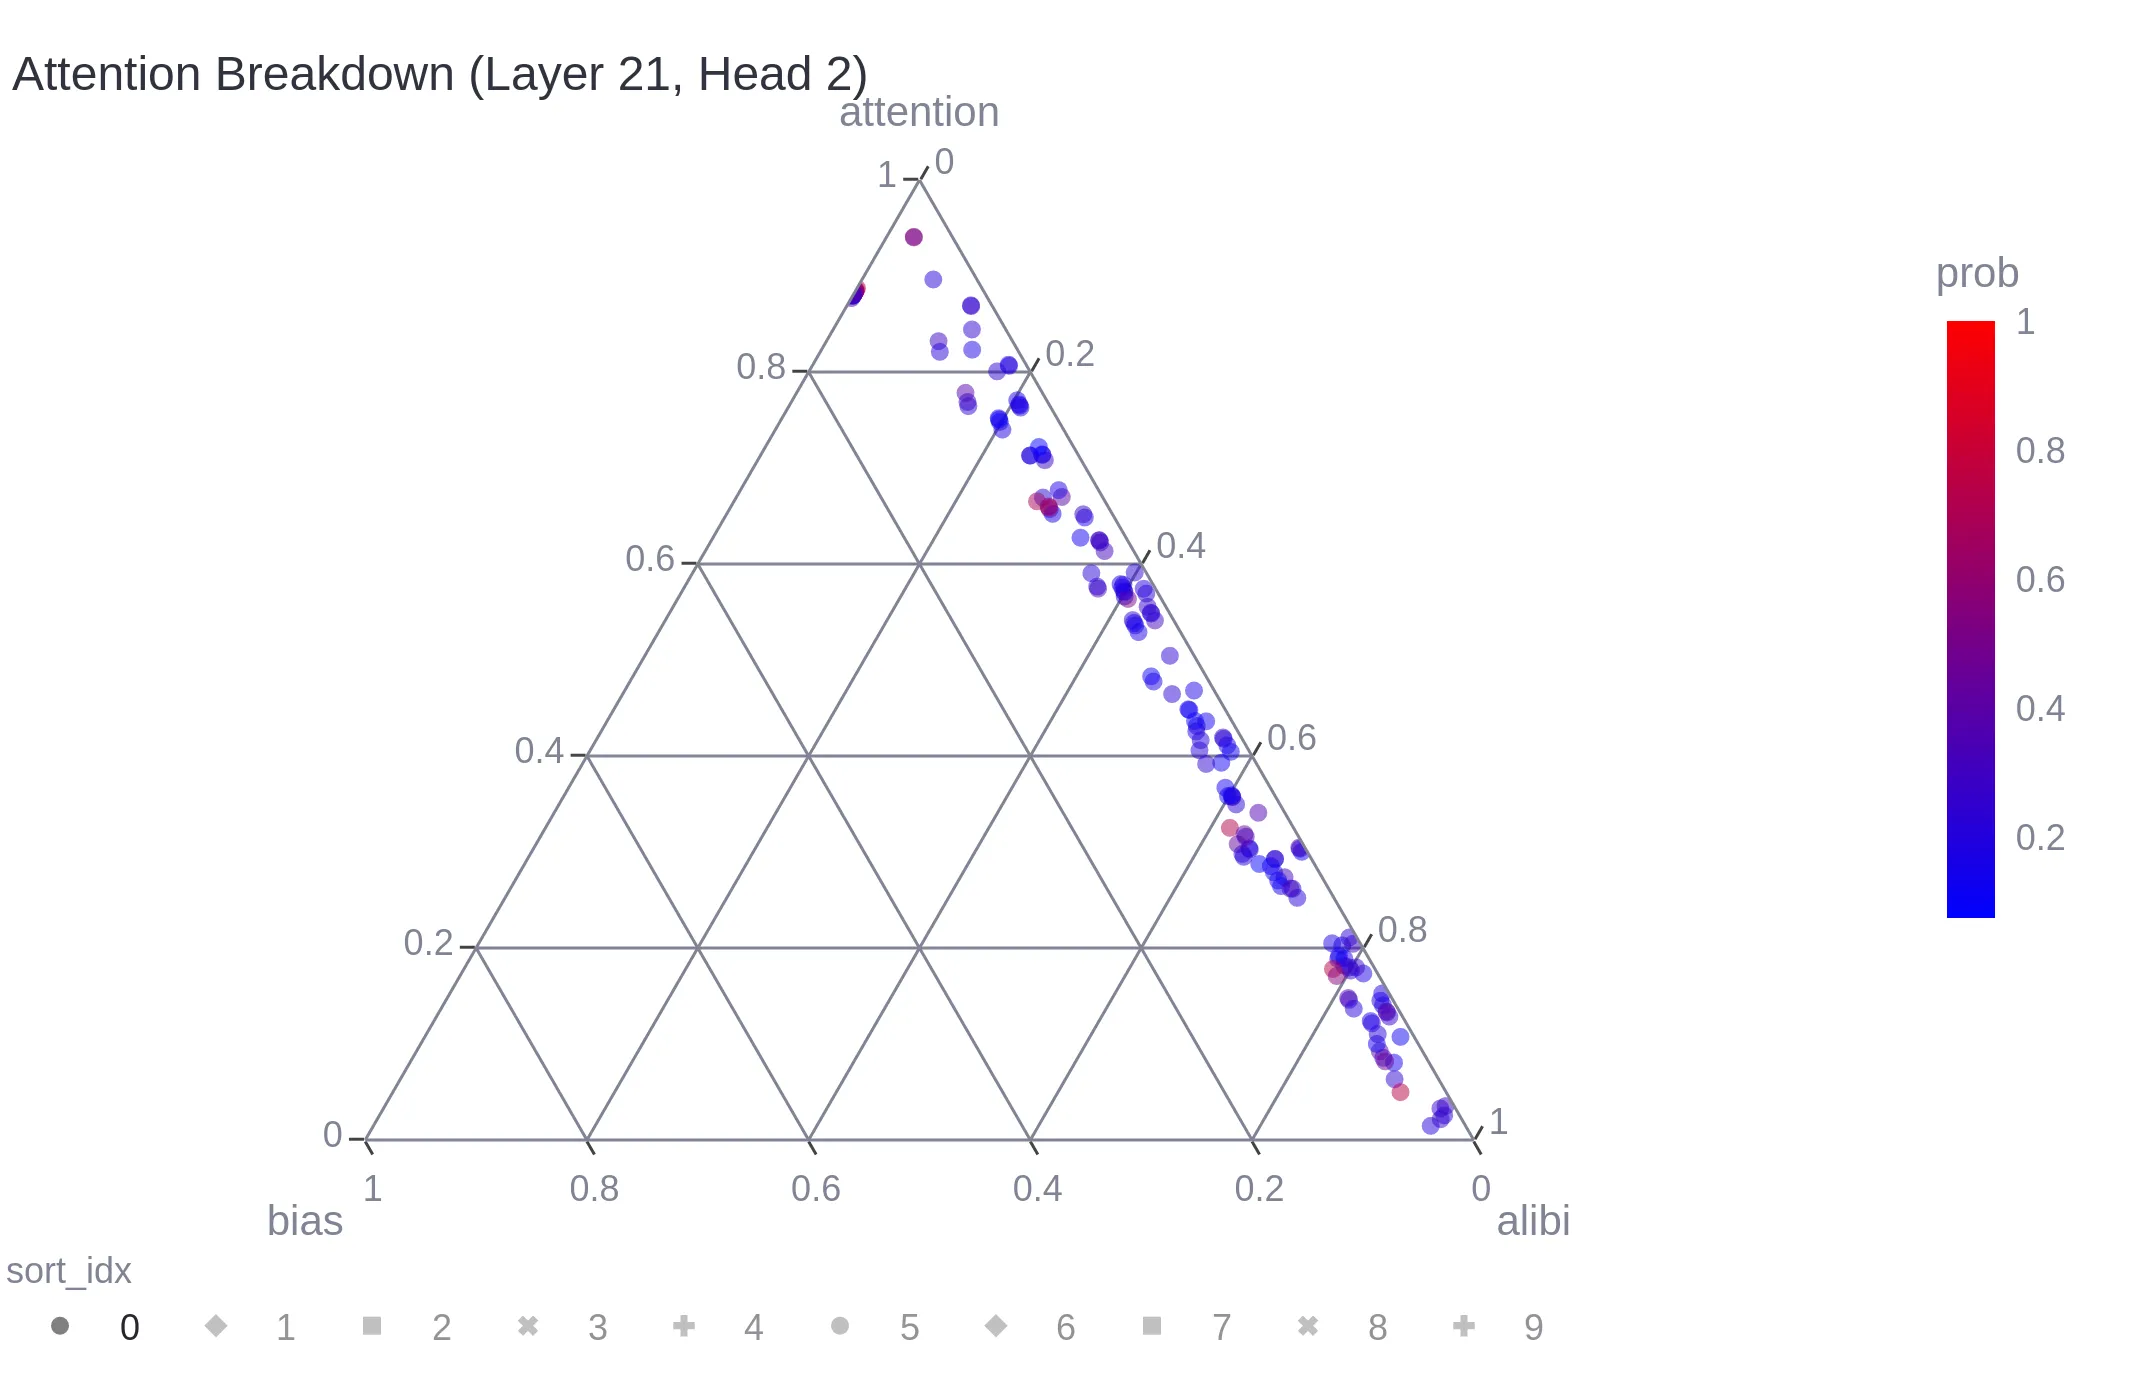 Attention Breakdown (Layer 21, Head 2)
attention
1 0
prob
1
0.8 0.2
0.8
0.6 0.4
0.6
0.4 0.6
0.4
0.2 0.8
0.2
0 1
1 0.8 0.6 0.4 0.2 0
bias alibi
sort_idx
0 1 2 3 4 5 6 7 8 9